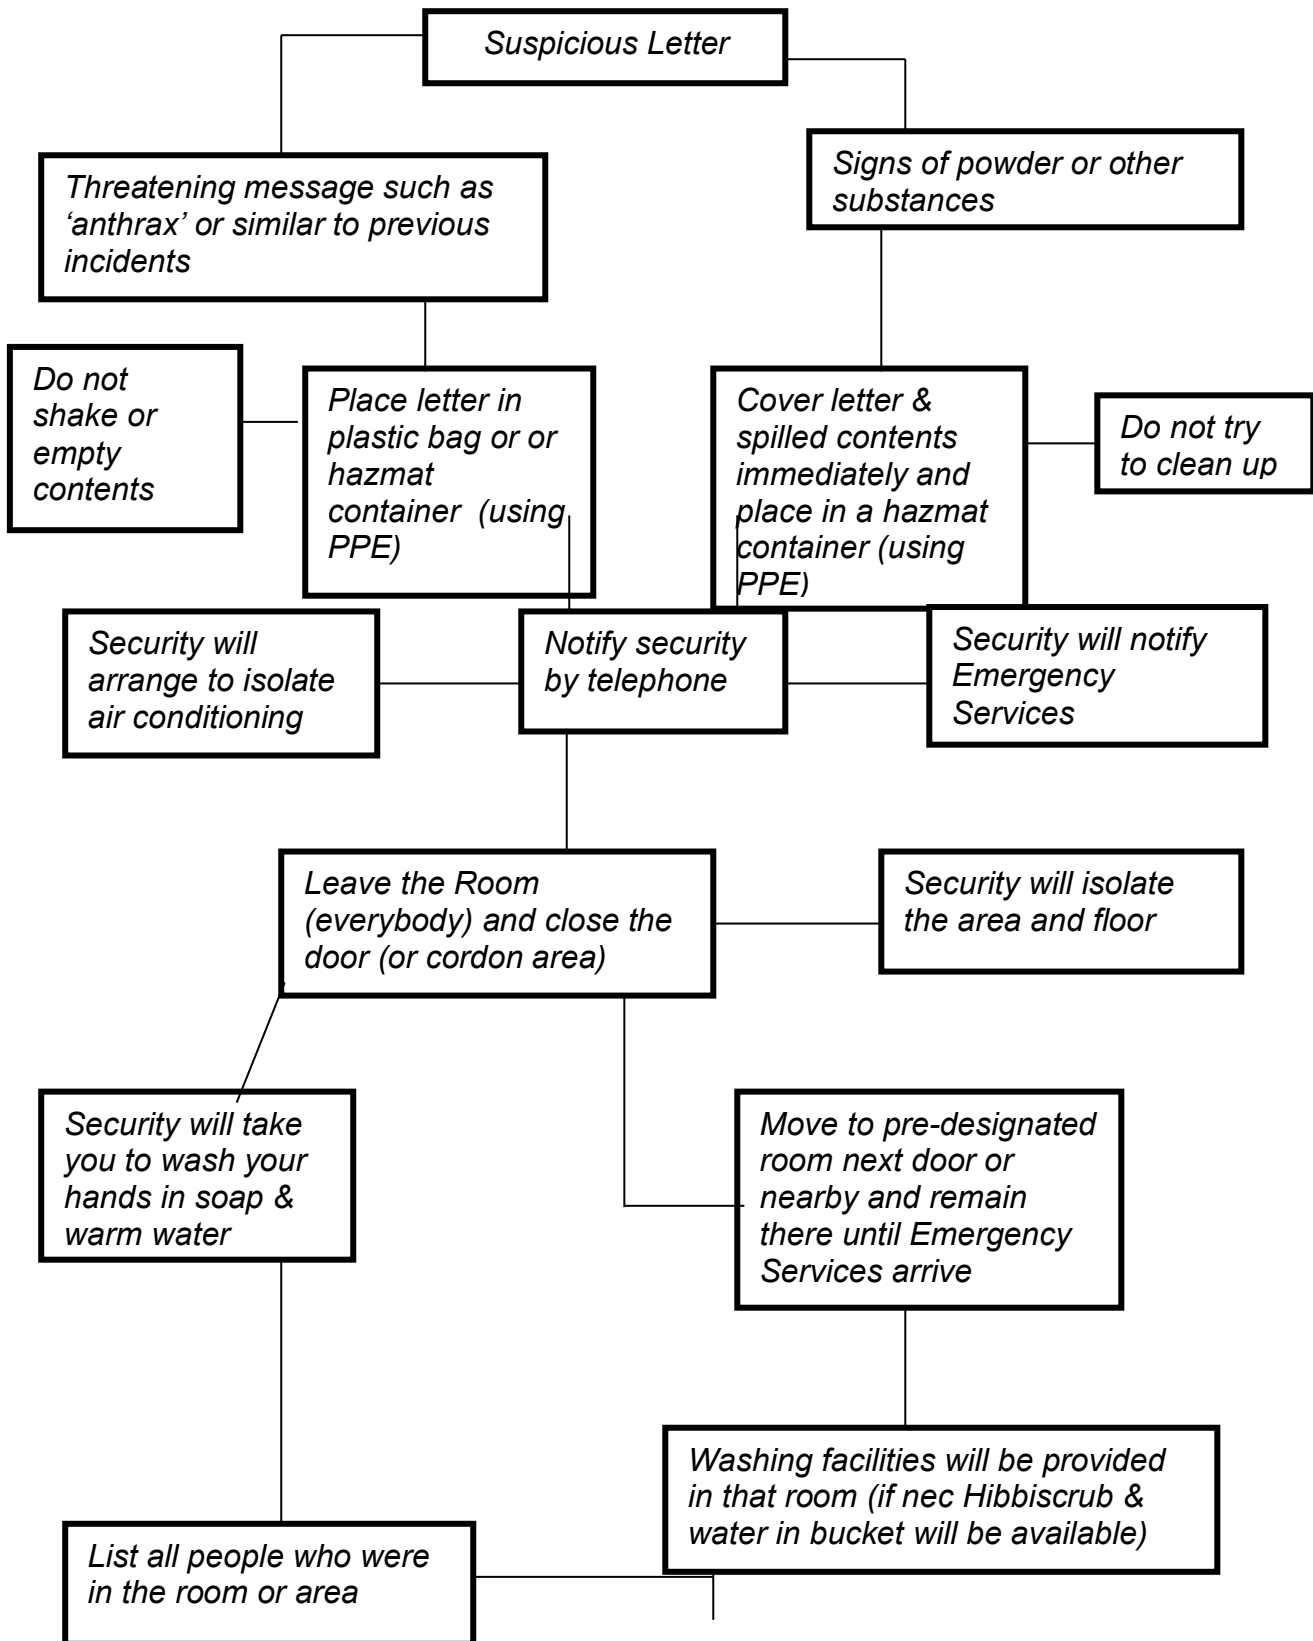 Suspicious Letter
Threatening message such as
‘anthrax’ or similar to previous
incidents
Signs of powder or other
substances
Do not
shake or
empty
contents
Place letter in
plastic bag or or
hazmat
container (using
PPE)
Cover letter &
spilled contents
immediately and
place in a hazmat
container (using
PPE)
Do not try
to clean up
Security will
arrange to isolate
air conditioning
Notify security
by telephone
Security will notify
Emergency
Services
Leave the Room
(everybody) and close the
door (or cordon area)
Security will isolate
the area and floor
Security will take
you to wash your
hands in soap &
warm water
Move to pre-designated
room next door or
nearby and remain
there until Emergency
Services arrive
Washing facilities will be provided
in that room (if nec Hibbiscrub &
water in bucket will be available)
List all people who were
in the room or area